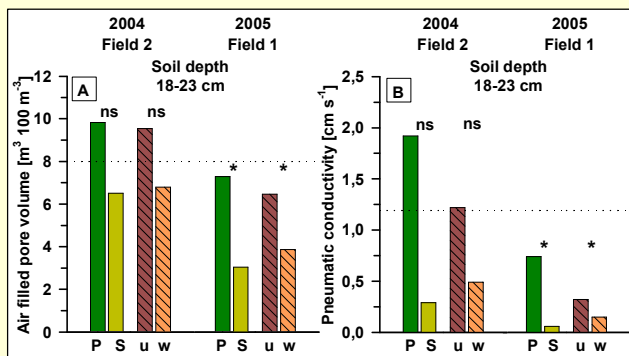 2004 2005
Field 2 Field 1
Soil depth
18-23 cm
A
ns ns
* *
Air filled pore volume [m³ 100 m⁻³]
12
10
8
6
4
2
0
P S u w P S u w
2004 2005
Field 2 Field 1
Soil depth
18-23 cm
B
ns ns
* *
Pneumatic conductivity [cm s⁻¹]
2,5
2,0
1,5
1,0
0,5
0,0
P S u w P S u w